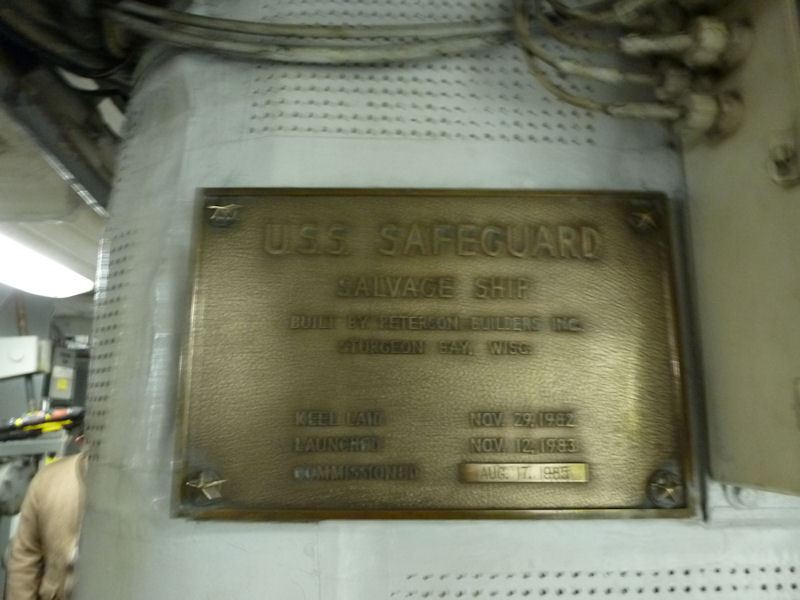 U.S.S. SAFEGUARD
SALVAGE SHIP
BUILT BY PETERSON BUILDERS INC.
STURGEON BAY, WISC.
KEEL LAID NOV. 29, 1982
LAUNCHED NOV. 12, 1983
COMMISSIONED AUG. 17, 1985